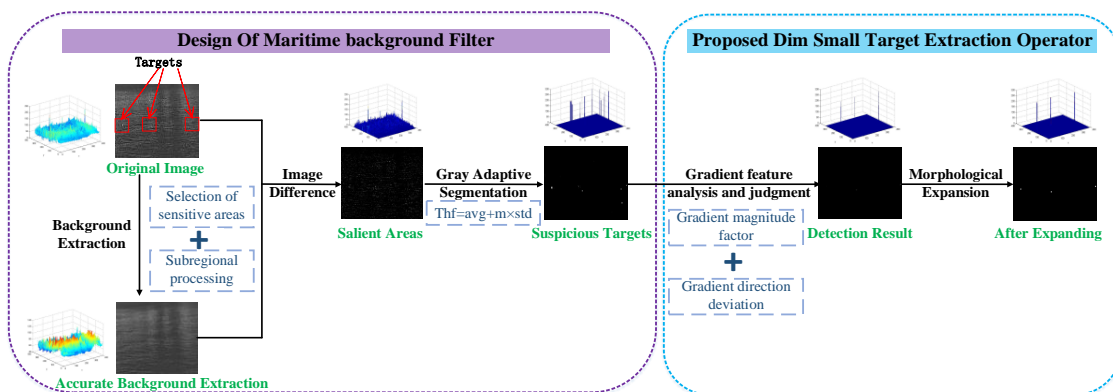 Design Of Maritime background Filter
Proposed Dim Small Target Extraction Operator
Targets
Original Image
Background
Extraction
Selection of
sensitive areas
+
Subregional
processing
Accurate Background Extraction
Image
Difference
Salient Areas
Gray Adaptive
Segmentation
Thf=avg+m×std
Suspicious Targets
Gradient feature
analysis and judgment
Gradient magnitude
factor
+
Gradient direction
deviation
Detection Result
Morphological
Expansion
After Expanding